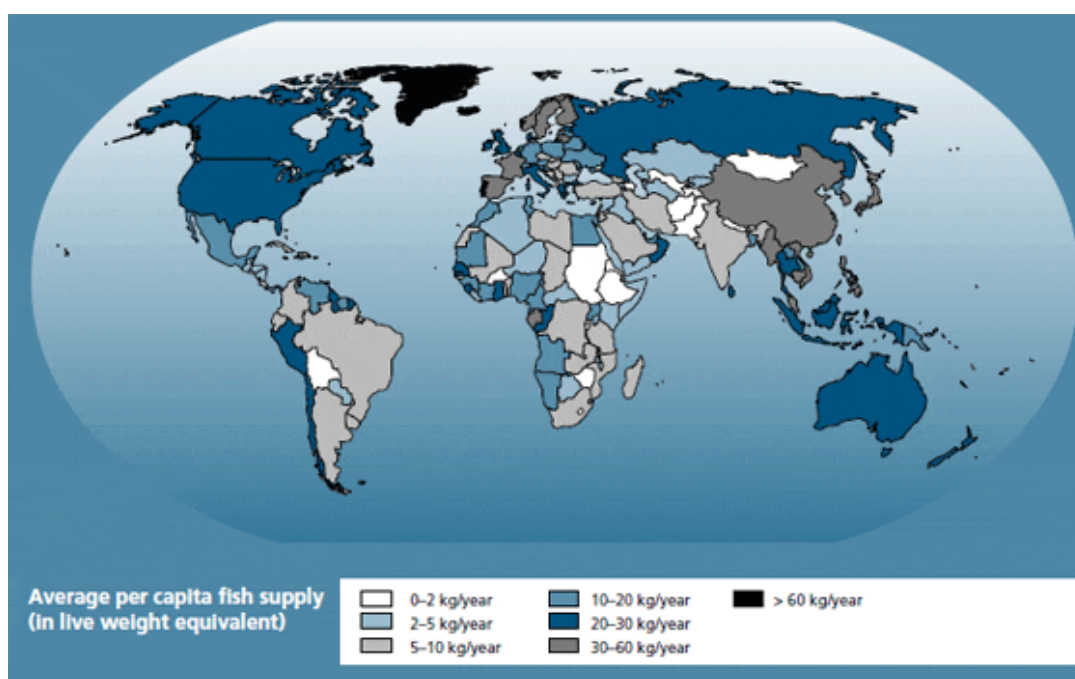 Average per capita fish supply
(in live weight equivalent)
0–2 kg/year
2–5 kg/year
5–10 kg/year
10–20 kg/year
20–30 kg/year
30–60 kg/year
> 60 kg/year